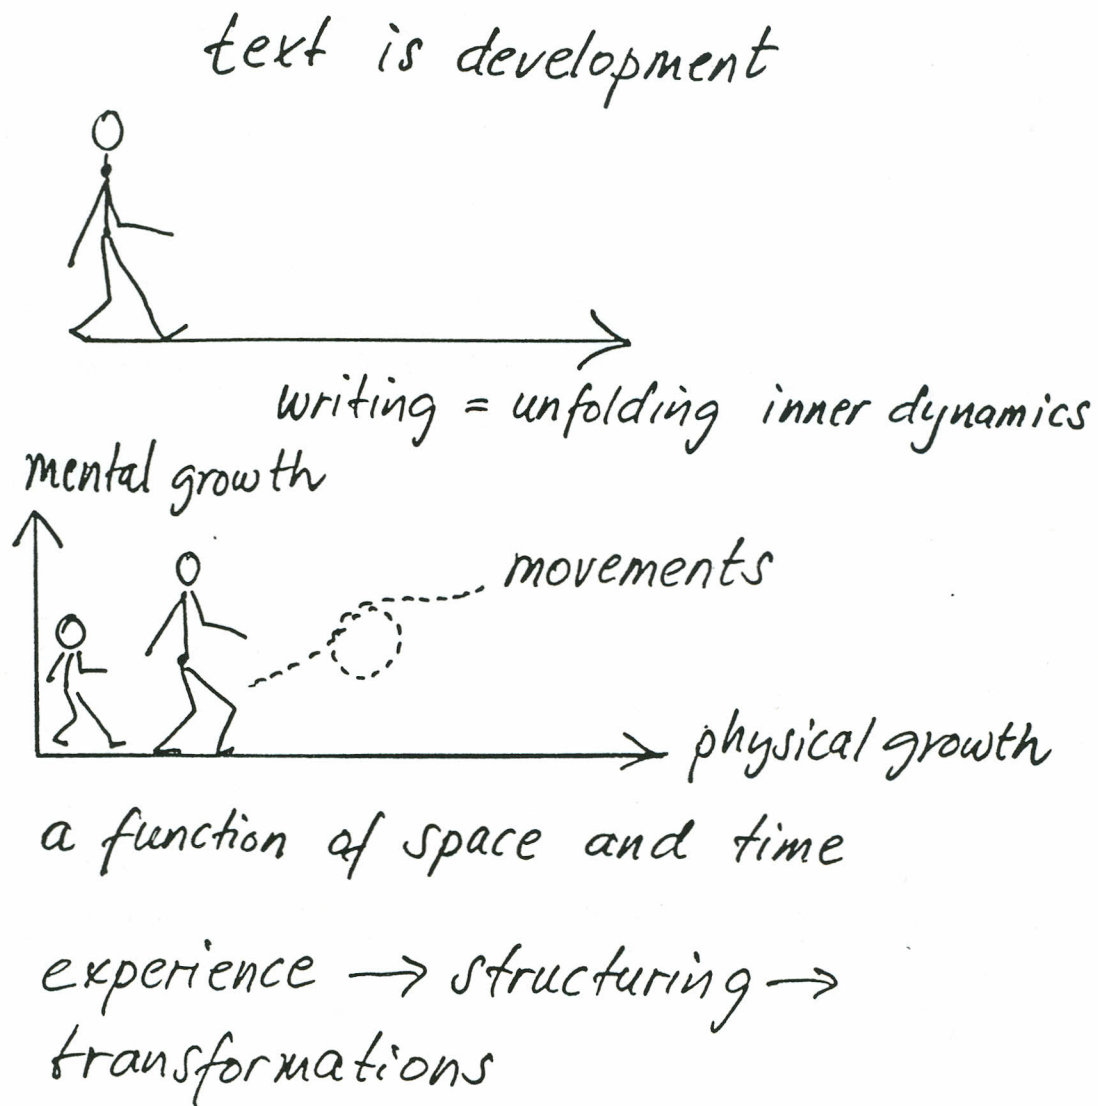 text is development
writing = unfolding inner dynamics
mental growth
movements
physical growth
a function of space and time
experience → structuring →
transformations